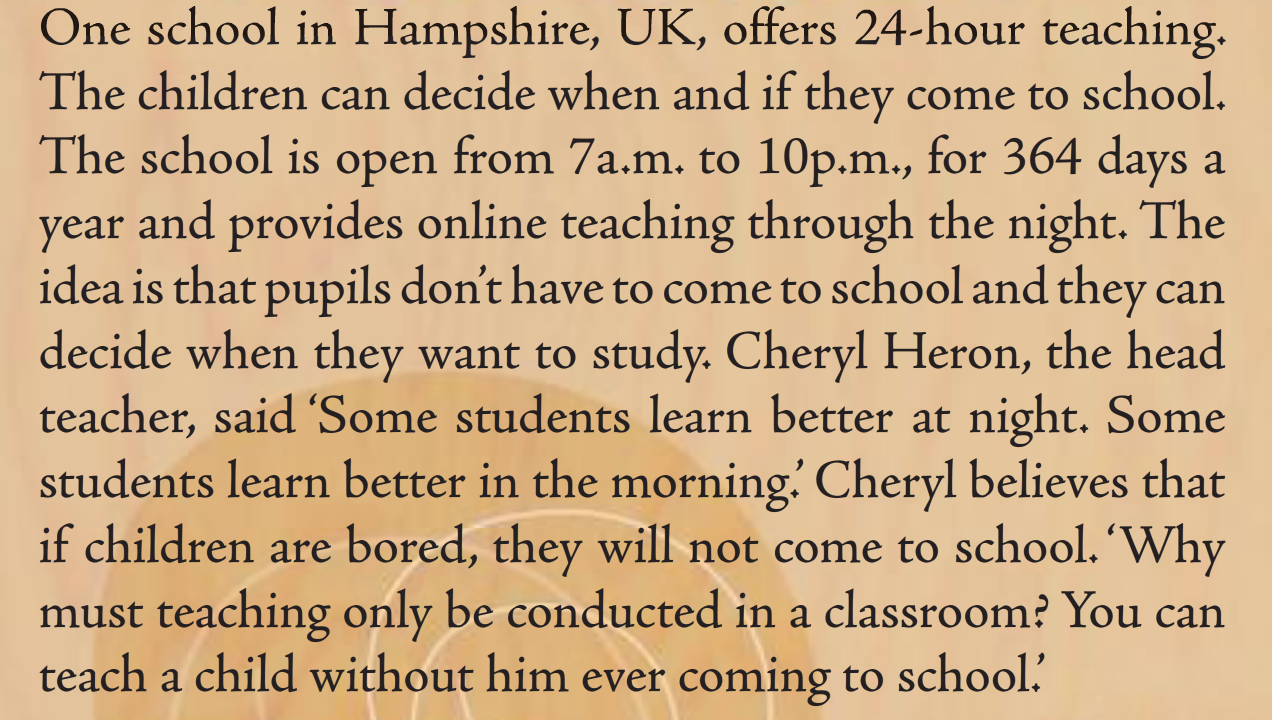 One school in Hampshire, UK, offers 24-hour teaching.
The children can decide when and if they come to school.
The school is open from 7a.m. to 10p.m., for 364 days a
year and provides online teaching through the night. The
idea is that pupils don’t have to come to school and they can
decide when they want to study. Cheryl Heron, the head
teacher, said ‘Some students learn better at night. Some
students learn better in the morning.’ Cheryl believes that
if children are bored, they will not come to school. ‘Why
must teaching only be conducted in a classroom? You can
teach a child without him ever coming to school.’